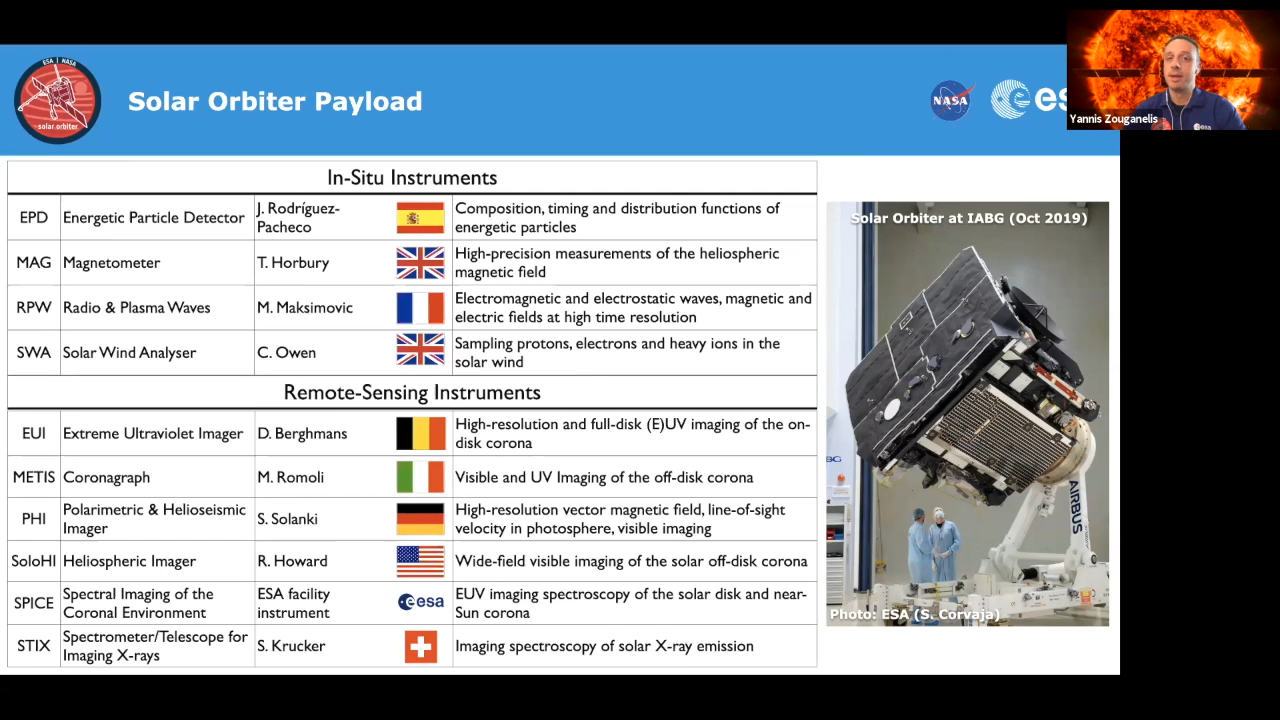 ESA | NASA
solar orbiter
Solar Orbiter Payload
NASA
esa
Yannis Zouganelis
In-Situ Instruments
EPD Energetic Particle Detector J. Rodríguez-
Pacheco
Composition, timing and distribution functions of
energetic particles
MAG Magnetometer T. Horbury
High-precision measurements of the heliospheric
magnetic field
RPW Radio & Plasma Waves M. Maksimovic
Electromagnetic and electrostatic waves, magnetic and
electric fields at high time resolution
SWA Solar Wind Analyser C. Owen
Sampling protons, electrons and heavy ions in the
solar wind
Remote-Sensing Instruments
EUI Extreme Ultraviolet Imager D. Berghmans
High-resolution and full-disk (E)UV imaging of the on-
disk corona
METIS Coronagraph M. Romoli Visible and UV Imaging of the off-disk corona
PHI
Polarimetric & Helioseismic
Imager
S. Solanki
High-resolution vector magnetic field, line-of-sight
velocity in photosphere, visible imaging
SoloHI Heliospheric Imager R. Howard Wide-field visible imaging of the solar off-disk corona
SPICE
Spectral Imaging of the
Coronal Environment
ESA facility
instrument
esa
EUV imaging spectroscopy of the solar disk and near-
Sun corona
STIX
Spectrometer/Telescope for
Imaging X-rays
S. Krucker Imaging spectroscopy of solar X-ray emission
Solar Orbiter at IABG (Oct 2019)
AIRBUS
Photo: ESA (S. Corvaja)